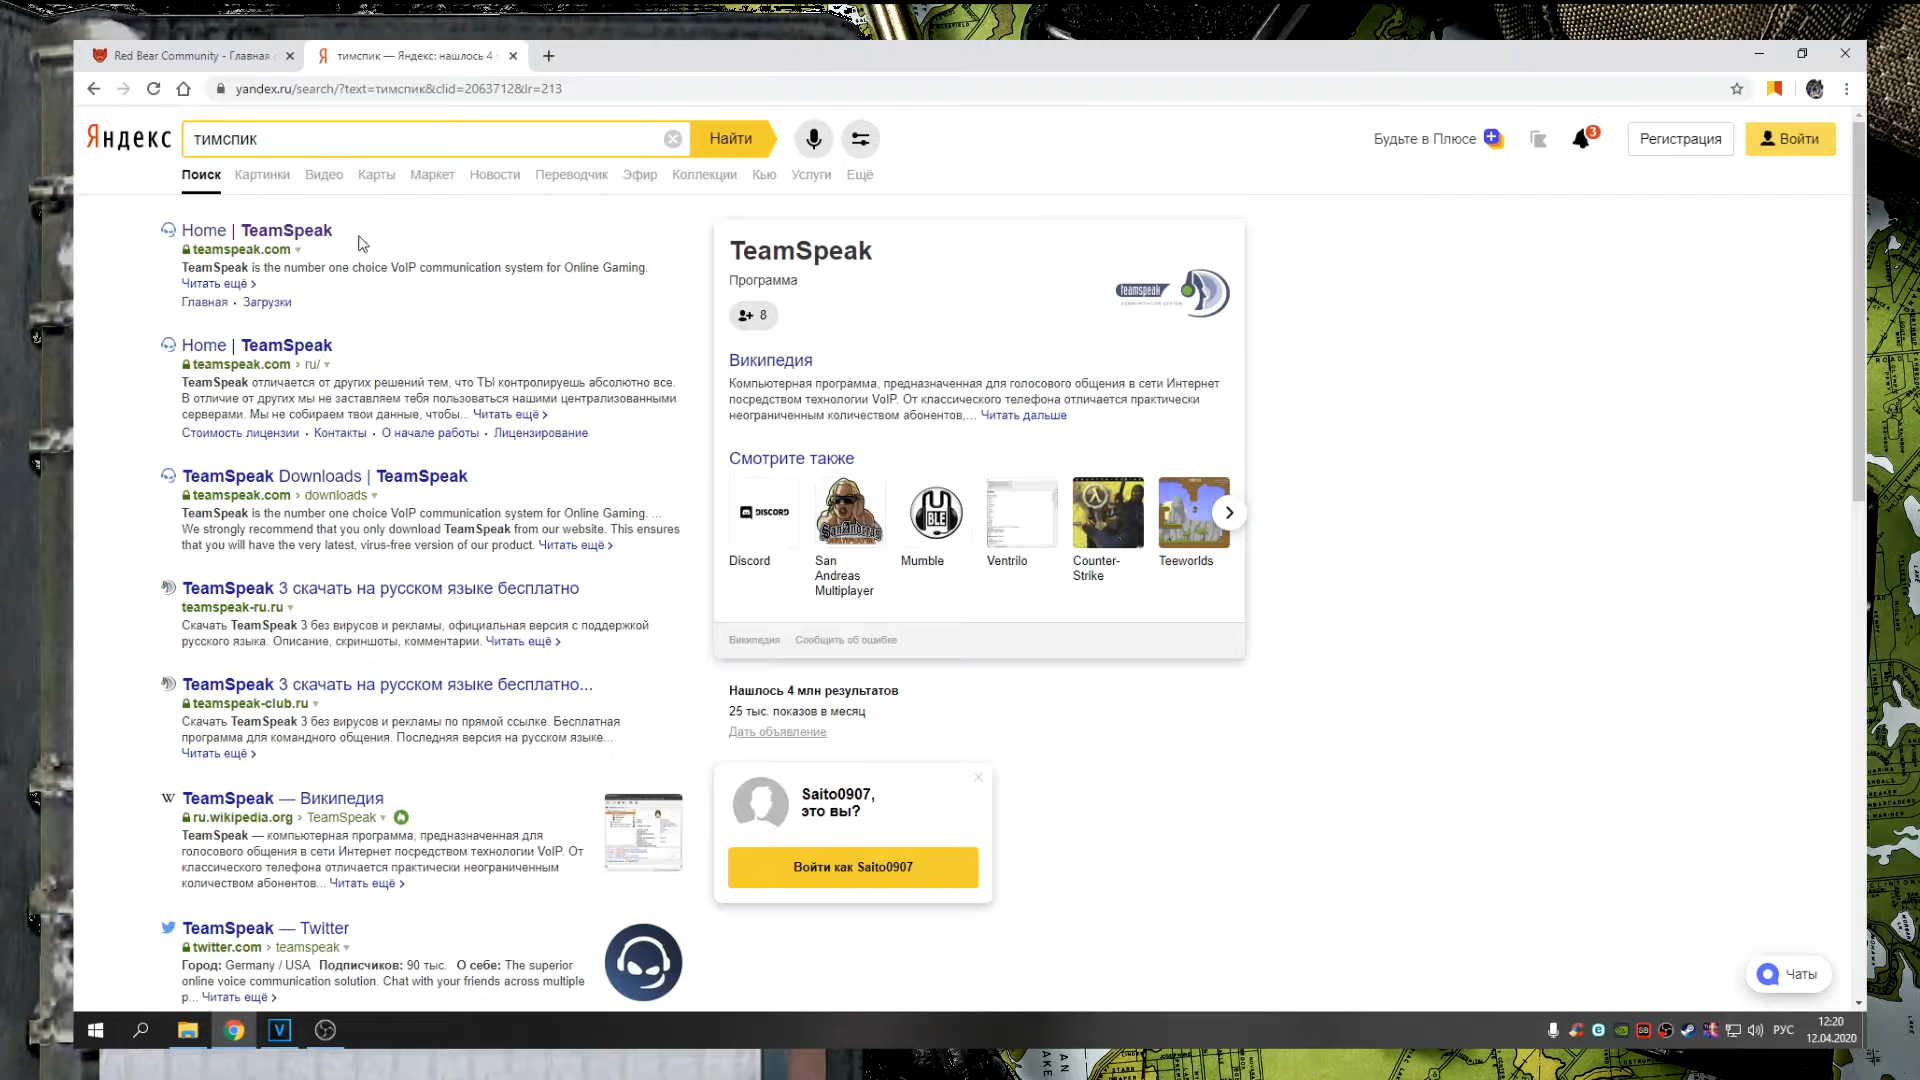 Red Bear Community - Главная
тимспик — Яндекс: нашлось 4
yandex.ru/search/?text=тимспик&clid=2063712&lr=213
Яндекс
тимспик
Найти
Будьте в Плюсе
3
Регистрация
Войти
Поиск Картинки Видео Карты Маркет Новости Переводчик Эфир Коллекции Кью Услуги Ещё
Home | TeamSpeak
teamspeak.com
TeamSpeak is the number one choice VoIP communication system for Online Gaming.
Читать ещё >
Главная · Загрузки
Home | TeamSpeak
teamspeak.com > ru/
TeamSpeak отличается от других решений тем, что ТЫ контролируешь абсолютно все.
В отличие от других мы не заставляем тебя пользоваться нашими централизованными
серверами. Мы не собираем твои данные, чтобы... Читать ещё >
Стоимость лицензии · Контакты · О начале работы · Лицензирование
TeamSpeak Downloads | TeamSpeak
teamspeak.com > downloads
TeamSpeak is the number one choice VoIP communication system for Online Gaming. ...
We strongly recommend that you only download TeamSpeak from our website. This ensures
that you will have the very latest, virus-free version of our product. Читать ещё >
TeamSpeak 3 скачать на русском языке бесплатно
teamspeak-ru.ru
Скачать TeamSpeak 3 без вирусов и рекламы, официальная версия с поддержкой
русского языка. Описание, скриншоты, комментарии. Читать ещё >
TeamSpeak 3 скачать на русском языке бесплатно...
teamspeak-club.ru
Скачать TeamSpeak 3 без вирусов и рекламы по прямой ссылке. Бесплатная
программа для командного общения. Последняя версия на русском языке...
Читать ещё >
W TeamSpeak — Википедия
ru.wikipedia.org > TeamSpeak
TeamSpeak — компьютерная программа, предназначенная для
голосового общения в сети Интернет посредством технологии VoIP. От
классического телефона отличается практически неограниченным
количеством абонентов... Читать ещё >
TeamSpeak — Twitter
twitter.com > teamspeak
Город: Germany / USA Подписчиков: 90 тыс. О себе: The superior
online voice communication solution. Chat with your friends across multiple
p... Читать ещё >
TeamSpeak
Программа
teamspeak
8
Википедия
Компьютерная программа, предназначенная для голосового общения в сети Интернет
посредством технологии VoIP. От классического телефона отличается практически
неограниченным количеством абонентов,... Читать дальше
Смотрите также
DISCORD
Discord
San
Andreas
Multiplayer
Mumble
Ventrilo
Counter-
Strike
Teeworlds
Википедия Сообщить об ошибке
Нашлось 4 млн результатов
25 тыс. показов в месяц
Дать объявление
Saito0907,
это вы?
Войти как Saito0907
Чаты
РУС
12:20
12.04.2020